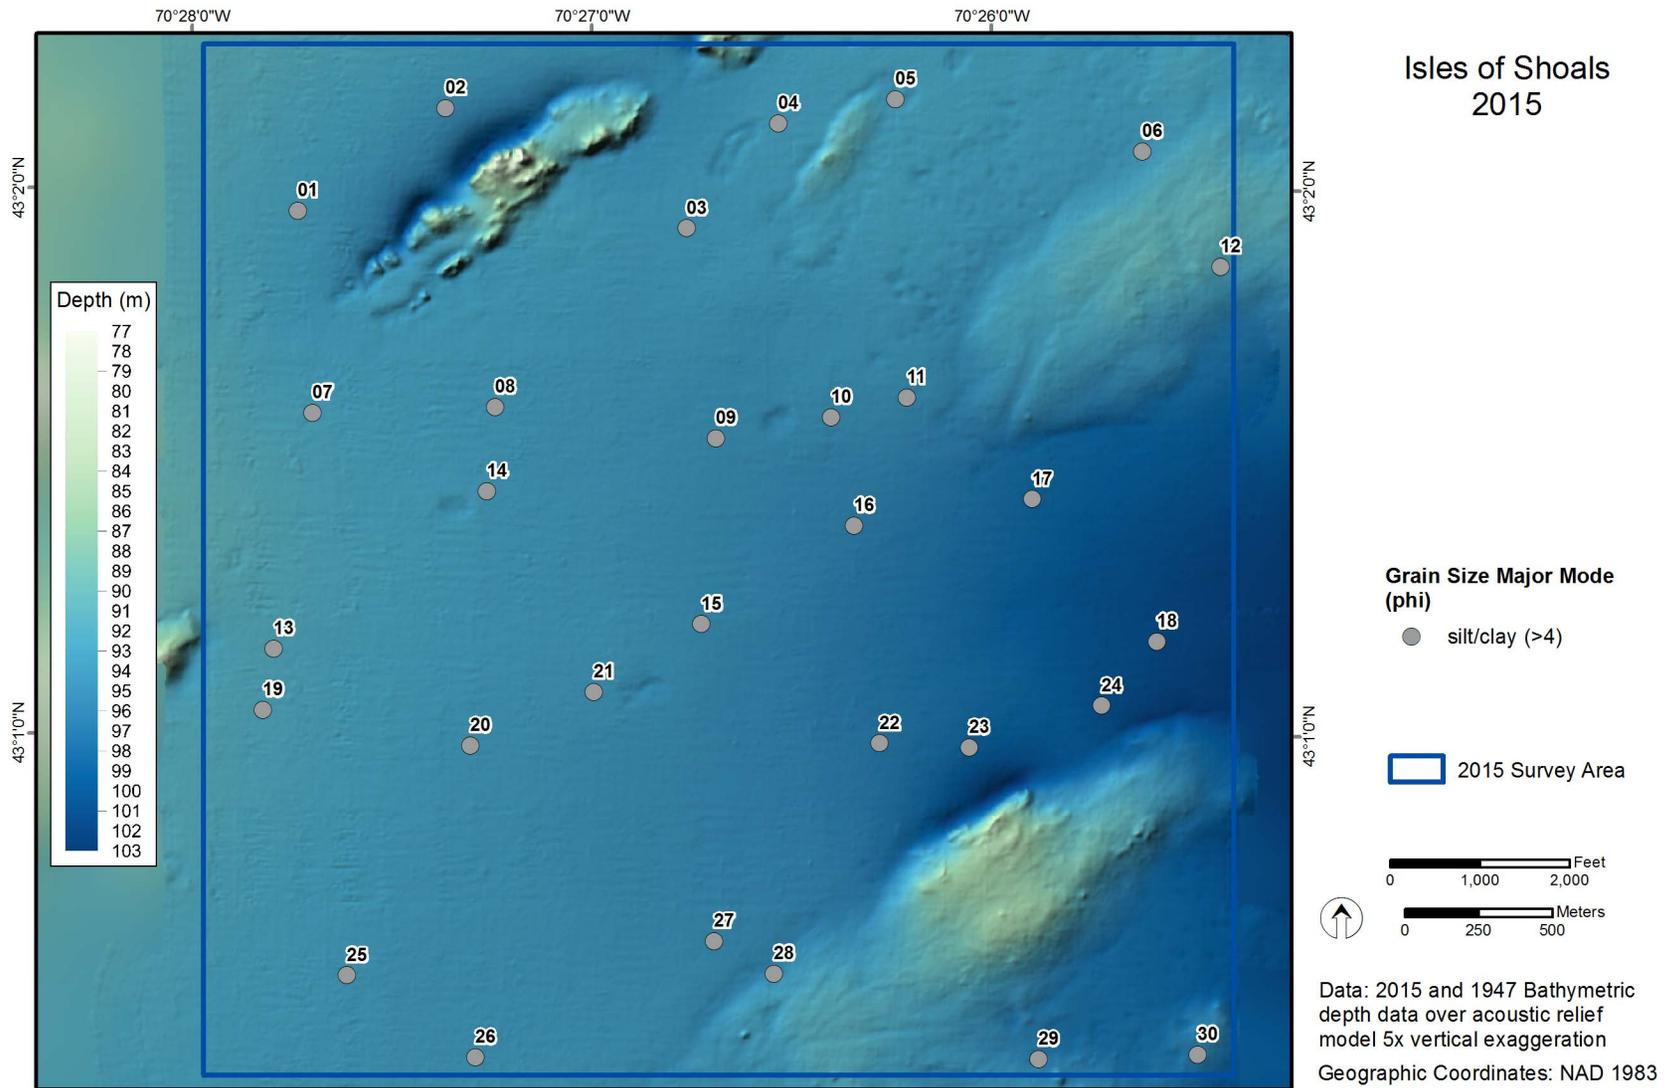 70°28'0"W
70°27'0"W
70°26'0"W
Isles of Shoals
2015
43°2'0"N
43°2'0"N
02
04
05
06
01
03
12
Depth (m)
77
78
79
80
81
82
83
84
85
86
87
88
89
90
91
92
93
94
95
96
97
98
99
100
101
102
103
07
08
09
10
11
14
16
17
15
13
18
21
19
20
22
23
24
43°1'0"N
43°1'0"N
Grain Size Major Mode
(phi)
silt/clay (>4)
2015 Survey Area
Feet
0 1,000 2,000
Meters
0 250 500
27
28
25
26
29
30
Data: 2015 and 1947 Bathymetric
depth data over acoustic relief
model 5x vertical exaggeration
Geographic Coordinates: NAD 1983